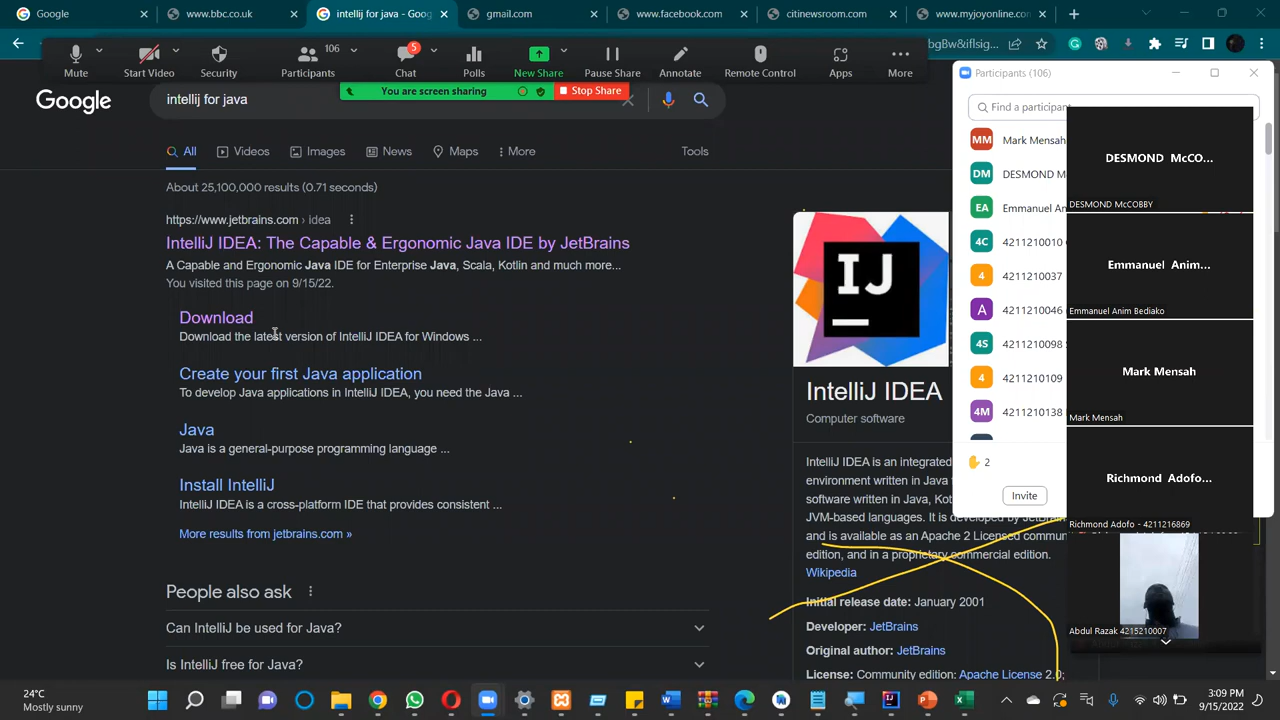 Google
www.bbc.co.uk
intellij for java - Goog
gmail.com
www.facebook.com
citinewsroom.com
www.myjoyonline.co
bgBw&iflsig...
Mute
Start Video
Security
Participants
106
Chat
5
Polls
New Share
Pause Share
Annotate
Remote Control
Apps
More
You are screen sharing
Stop Share
Google
intellij for java
All
Videos
Images
News
Maps
More
Tools
About 25,100,000 results (0.71 seconds)
https://www.jetbrains.com › idea
IntelliJ IDEA: The Capable & Ergonomic Java IDE by JetBrains
A Capable and Ergonomic Java IDE for Enterprise Java, Scala, Kotlin and much more...
You visited this page on 9/15/22.
Download
Download the latest version of IntelliJ IDEA for Windows ...
Create your first Java application
To develop Java applications in IntelliJ IDEA, you need the Java ...
Java
Java is a general-purpose programming language ...
Install IntelliJ
IntelliJ IDEA is a cross-platform IDE that provides consistent ...
More results from jetbrains.com »
People also ask
Can IntelliJ be used for Java?
Is IntelliJ free for Java?
IJ
IntelliJ IDEA
Computer software
IntelliJ IDEA is an integrated
environment written in Java
software written in Java, Kot
JVM-based languages. It is developed by JetBrain
and is available as an Apache 2 Licensed commun
edition, and in a proprietary commercial edition.
Wikipedia
Initial release date: January 2001
Developer: JetBrains
Original author: JetBrains
License: Community edition: Apache License 2.0;
Participants (106)
Find a participant
MM Mark Mensah
DM DESMOND M
EA Emmanuel An
4C 4211210010
4 4211210037
A 4211210046
4S 4211210098
4 4211210109
4M 4211210138
2
Invite
DESMOND McCO...
DESMOND McCOBBY
Emmanuel Anim...
Emmanuel Anim Bediako
Mark Mensah
Mark Mensah
Richmond Adofo...
Richmond Adofo - 4211216869
Abdul Razak 4215210007
24°C
Mostly sunny
3:09 PM
9/15/2022